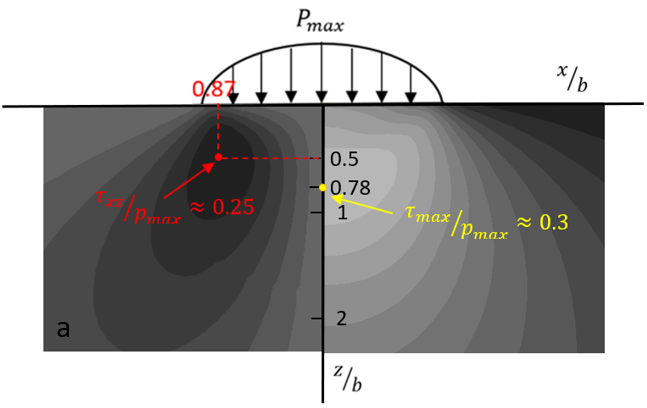 P_max
x/b
0.87
0.5
0.78
τ_xz/p_max ≈ 0.25
1
τ_max/p_max ≈ 0.3
a
2
z/b